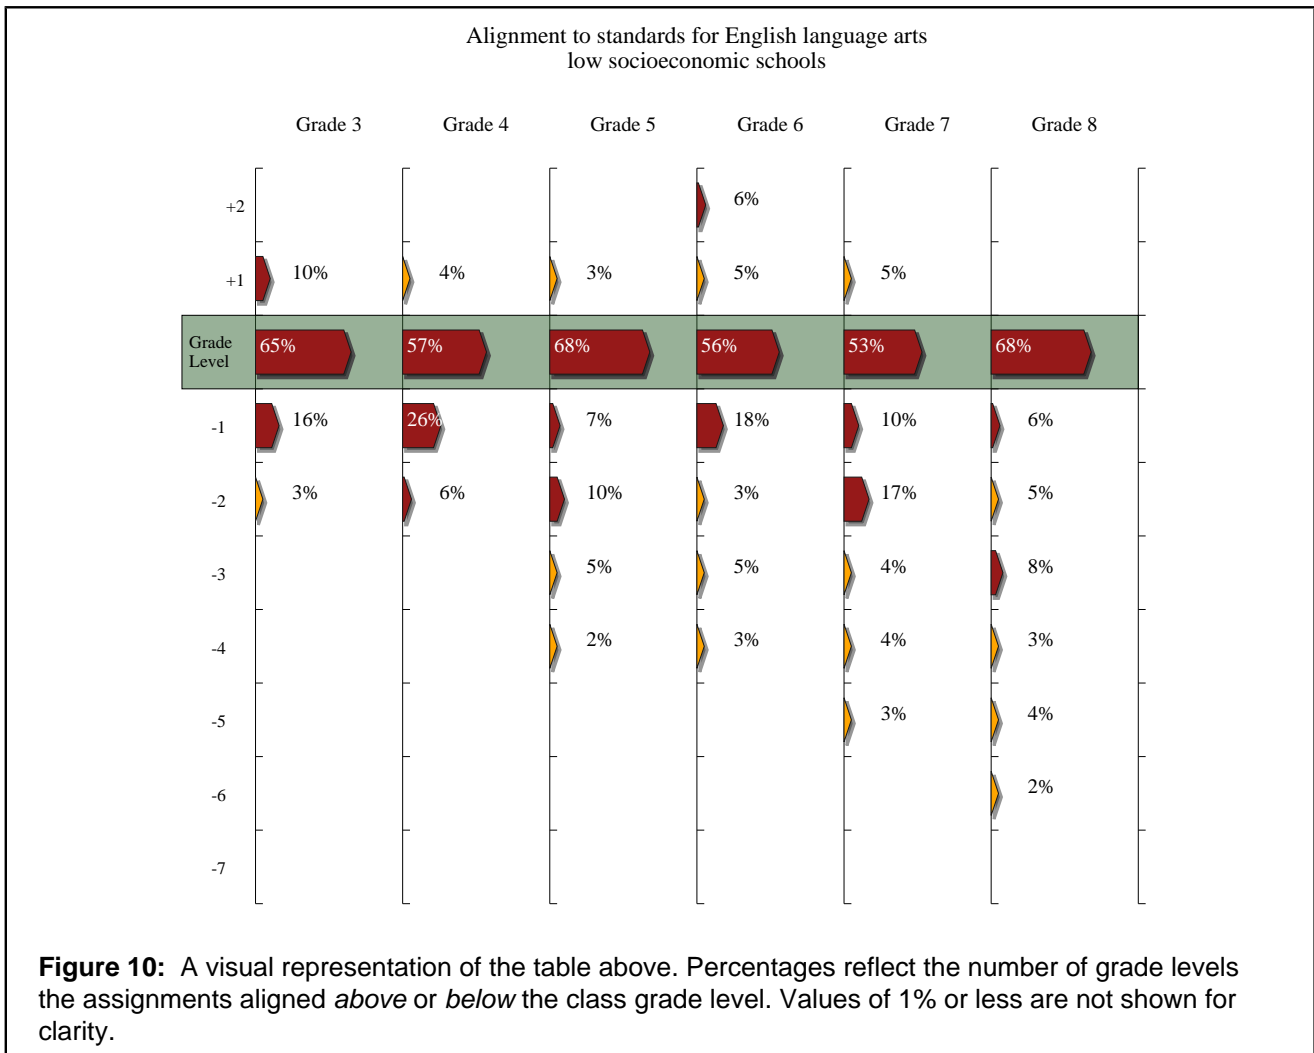 Alignment to standards for English language arts
low socioeconomic schools
Grade 3 Grade 4 Grade 5 Grade 6 Grade 7 Grade 8
+2 6%
+1 10% 4% 3% 5% 5%
Grade
Level
65% 57% 68% 56% 53% 68%
-1 16% 26% 7% 18% 10% 6%
-2 3% 6% 10% 3% 17% 5%
-3 5% 5% 4% 8%
-4 2% 3% 4% 3%
-5 3% 4%
-6 2%
-7
Figure 10: A visual representation of the table above. Percentages reflect the number of grade levels
the assignments aligned above or below the class grade level. Values of 1% or less are not shown for
clarity.